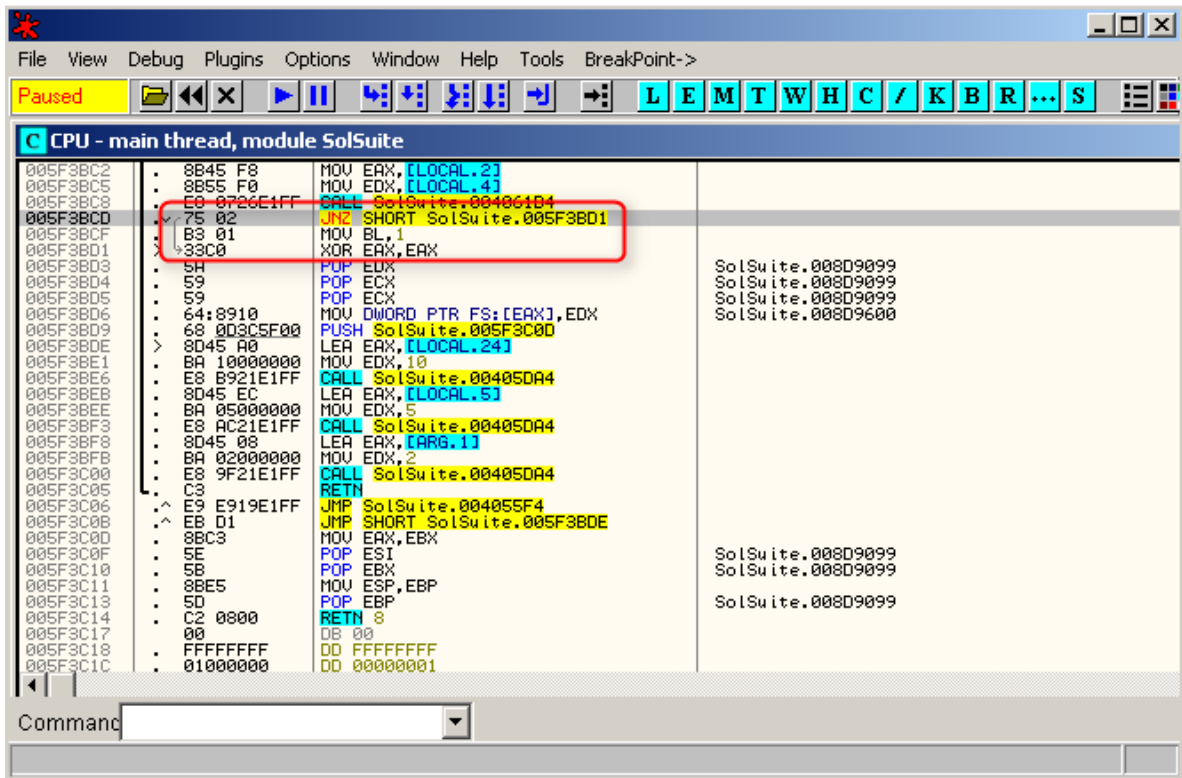 File View Debug Plugins Options Window Help Tools BreakPoint->
Paused L E M T W H C / K B R ... S
C CPU - main thread, module SolSuite
005F3BC2 . 8B45 F8 MOV EAX,[LOCAL.2]
005F3BC5 . 8B55 F0 MOV EDX,[LOCAL.4]
005F3BC8 . E8 0726E1FF CALL SolSuite.004061D4
005F3BCD . 75 02 JNZ SHORT SolSuite.005F3BD1
005F3BCF . B3 01 MOV BL,1
005F3BD1 > 33C0 XOR EAX,EAX
005F3BD3 . 5A POP EDX SolSuite.008D9099
005F3BD4 . 59 POP ECX SolSuite.008D9099
005F3BD5 . 59 POP ECX SolSuite.008D9099
005F3BD6 . 64:8910 MOV DWORD PTR FS:[EAX],EDX SolSuite.008D9600
005F3BD9 . 68 0D3C5F00 PUSH SolSuite.005F3C0D
005F3BDE > 8D45 A0 LEA EAX,[LOCAL.24]
005F3BE1 . BA 10000000 MOV EDX,10
005F3BE6 . E8 B921E1FF CALL SolSuite.00405DA4
005F3BEB . 8D45 EC LEA EAX,[LOCAL.5]
005F3BEE . BA 05000000 MOV EDX,5
005F3BF3 . E8 AC21E1FF CALL SolSuite.00405DA4
005F3BF8 . 8D45 08 LEA EAX,[ARG.1]
005F3BFB . BA 02000000 MOV EDX,2
005F3C00 . E8 9F21E1FF CALL SolSuite.00405DA4
005F3C05 . C3 RETN
005F3C06 .^ E9 E919E1FF JMP SolSuite.004055F4
005F3C0B .^ EB D1 JMP SHORT SolSuite.005F3BDE
005F3C0D . 8BC3 MOV EAX,EBX
005F3C0F . 5E POP ESI SolSuite.008D9099
005F3C10 . 5B POP EBX SolSuite.008D9099
005F3C11 . 8BE5 MOV ESP,EBP
005F3C13 . 5D POP EBP SolSuite.008D9099
005F3C14 . C2 0800 RETN 8
005F3C17 00 DB 00
005F3C18 . FFFFFFFF DD FFFFFFFF
005F3C1C . 01000000 DD 00000001
Command